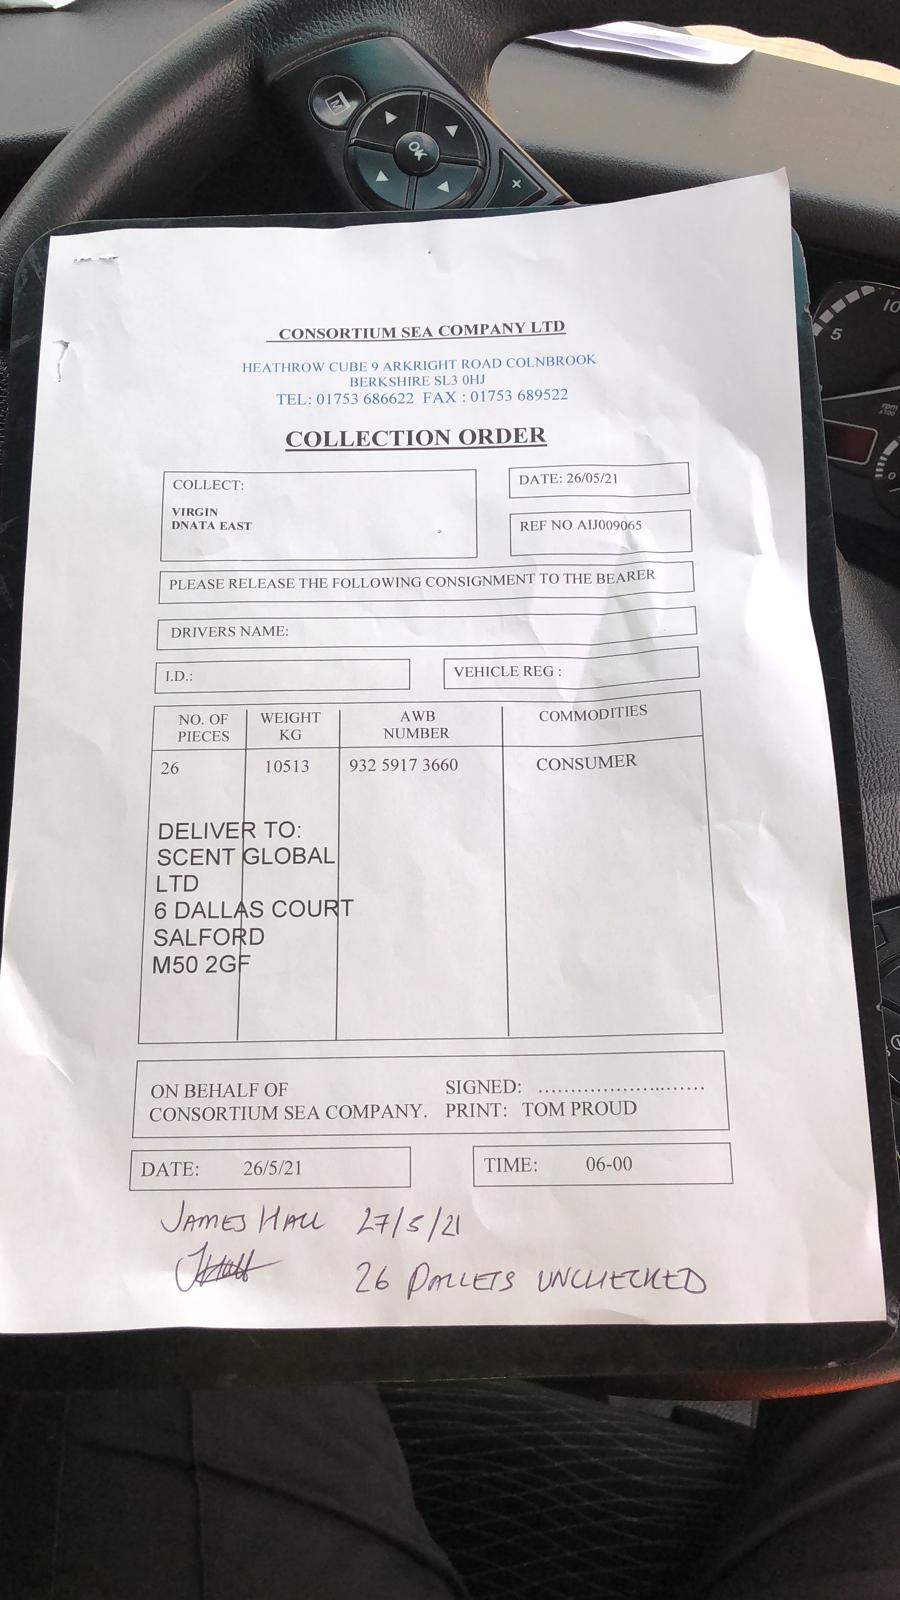 M
OK
+
10
5
rpm
x100
0
CONSORTIUM SEA COMPANY LTD
HEATHROW CUBE 9 ARKRIGHT ROAD COLNBROOK
BERKSHIRE SL3 0HJ
TEL: 01753 686622 FAX : 01753 689522
COLLECTION ORDER
COLLECT:
VIRGIN
DNATA EAST
DATE: 26/05/21
REF NO AIJ009065
PLEASE RELEASE THE FOLLOWING CONSIGNMENT TO THE BEARER
DRIVERS NAME:
I.D.:
VEHICLE REG :
NO. OF PIECES
WEIGHT KG
AWB NUMBER
COMMODITIES
26 10513 932 5917 3660 CONSUMER
DELIVER TO:
SCENT GLOBAL
LTD
6 DALLAS COURT
SALFORD
M50 2GF
ON BEHALF OF
CONSORTIUM SEA COMPANY.
SIGNED: ............................
PRINT: TOM PROUD
DATE: 26/5/21
TIME: 06-00
JAMES HALL 27/5/21
26 PALLETS UNCHECKED